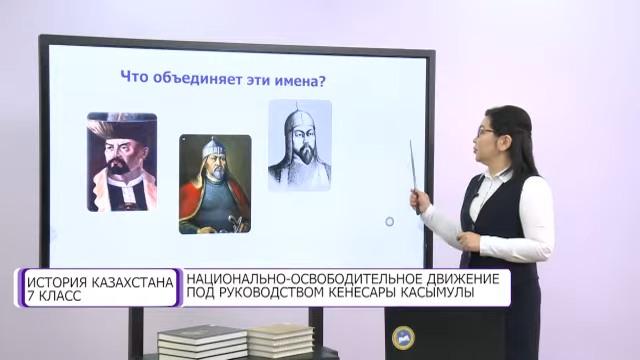 Что объединяет эти имена?
ИСТОРИЯ КАЗАХСТАНА
7 КЛАСС
НАЦИОНАЛЬНО-ОСВОБОДИТЕЛЬНОЕ ДВИЖЕНИЕ
ПОД РУКОВОДСТВОМ КЕНЕСАРЫ КАСЫМУЛЫ